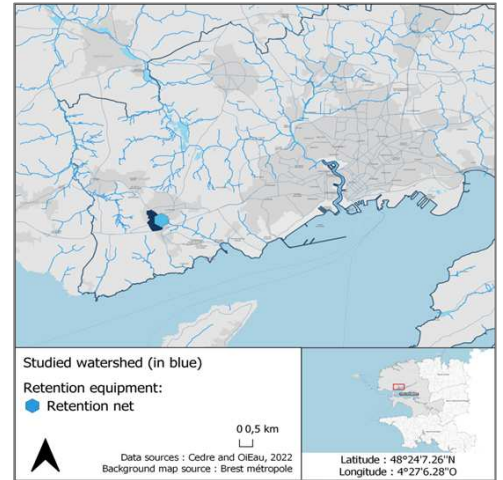 Studied watershed (in blue)
Retention equipment:
Retention net
0 0,5 km
Data sources : Cedre and OiEau, 2022
Background map source : Brest métropole
Latitude : 48°24'7.26''N
Longitude : 4°27'6.28''O